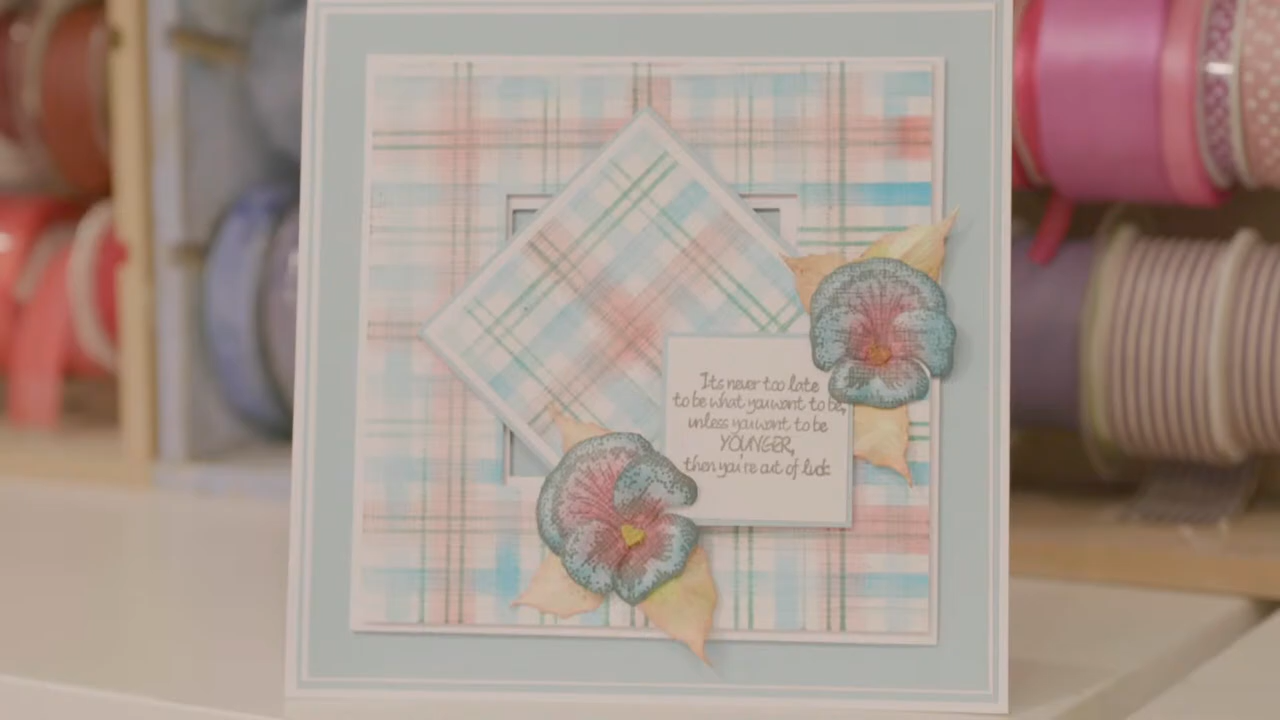 It's never too late
to be what you want to be,
unless you want to be
YOUNGER,
then you're out of luck